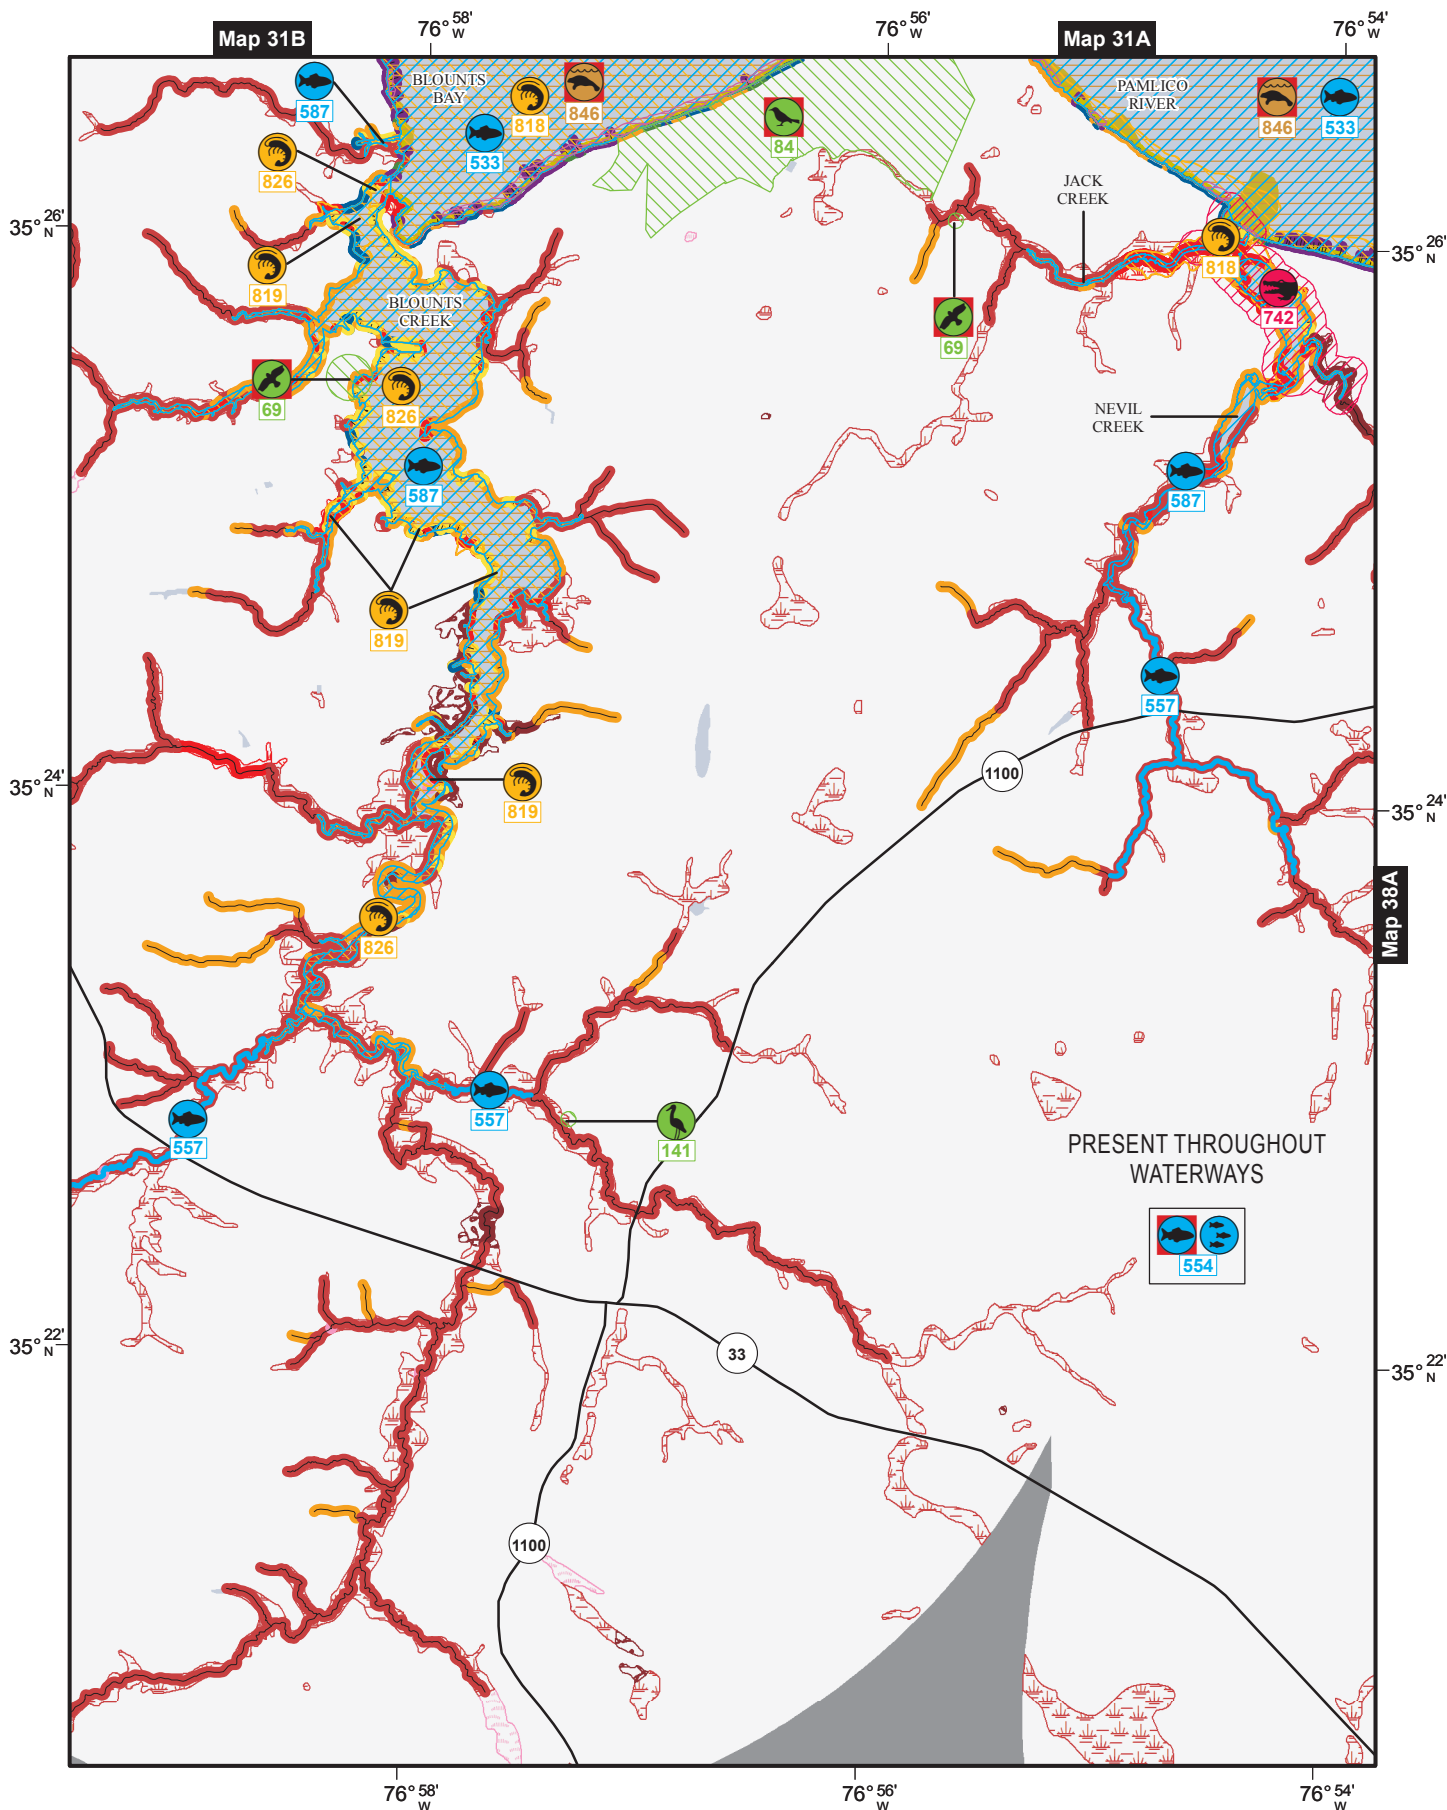 76° 58' W
76° 56' W
76° 54' W
Map 31B
Map 31A
BLOUNTS
BAY
PAMLICO
RIVER
587
818
846
533
84
846
533
826
JACK
CREEK
35° 26' N
35° 26' N
819
818
742
BLOUNTS
CREEK
69
69
826
NEVIL
CREEK
587
587
819
557
1100
35° 24' N
819
35° 24' N
Map 38A
826
557
557
141
PRESENT THROUGHOUT
WATERWAYS
554
35° 22' N
33
35° 22' N
1100
76° 58' W
76° 56' W
76° 54' W